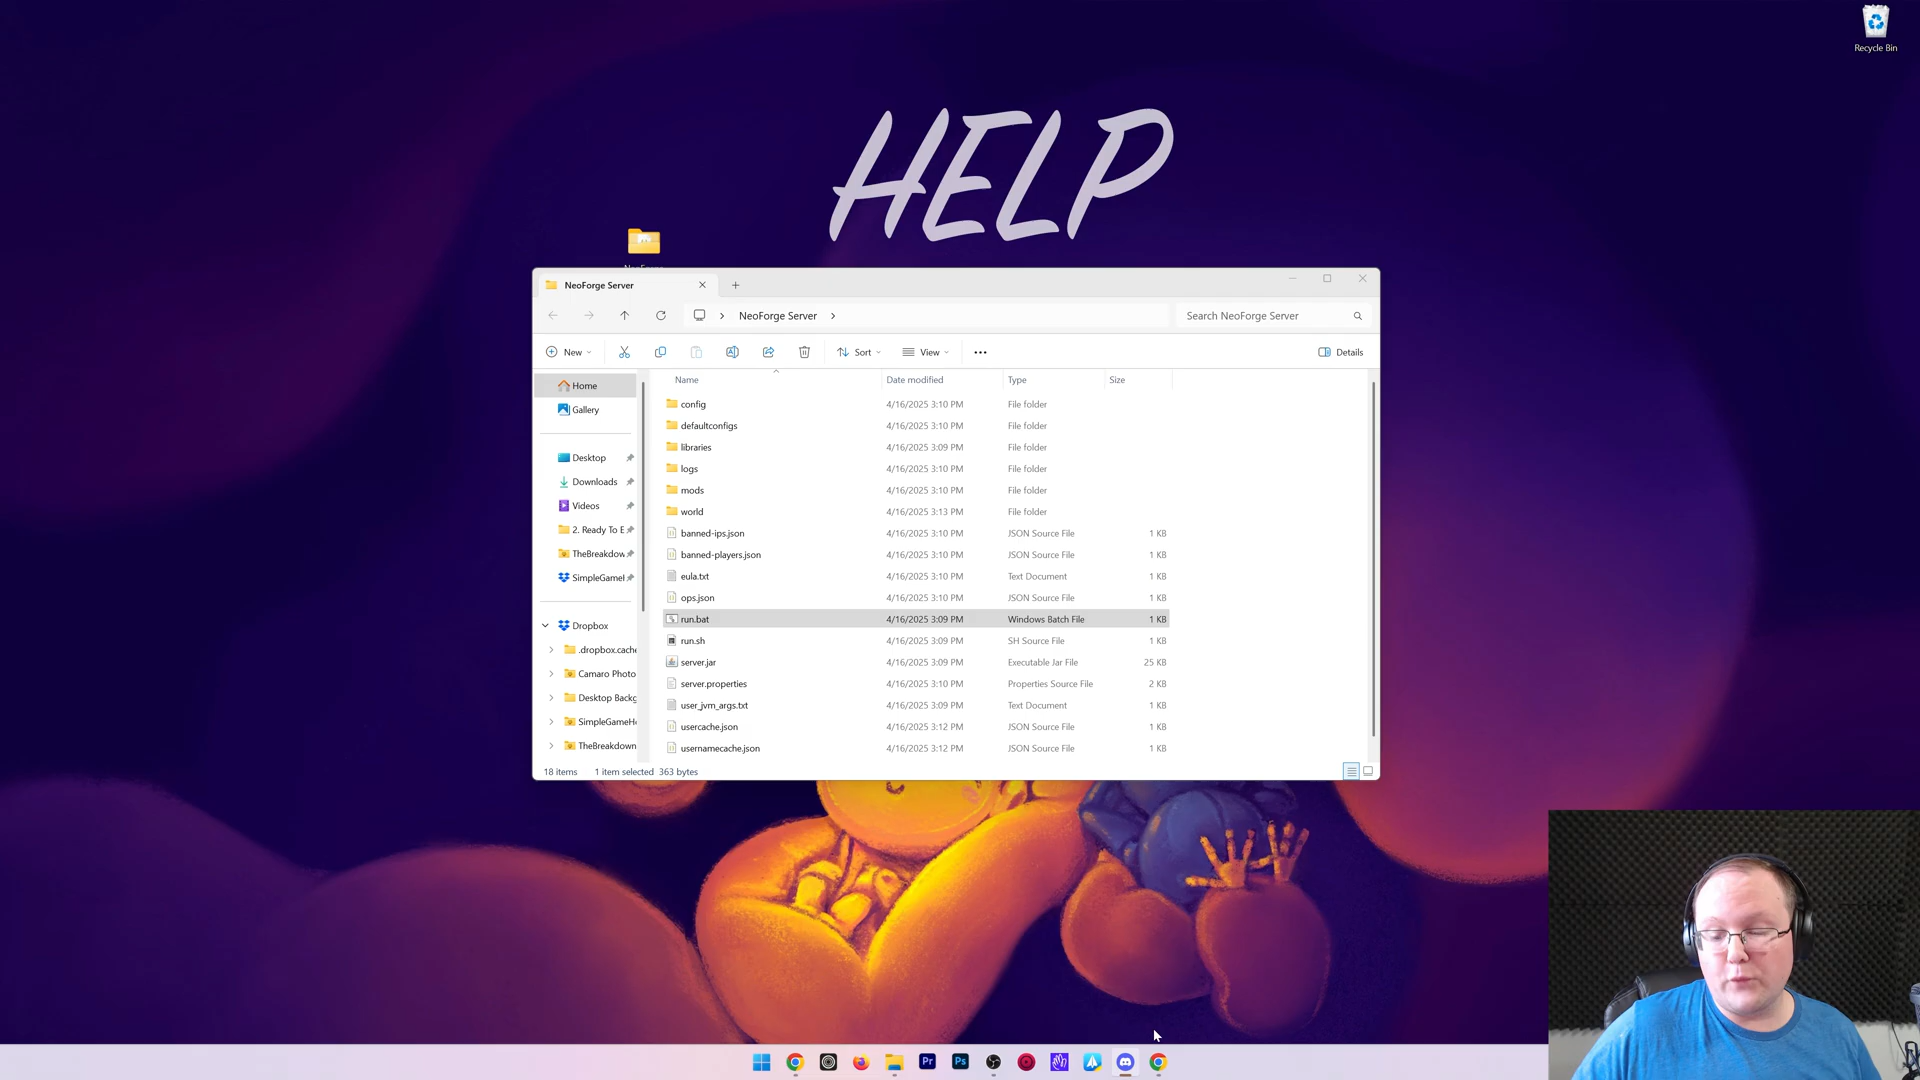 Recycle Bin
HELP
NeoForge Server
NeoForge Server
Search NeoForge Server
New
Sort
View
Details
Name
Date modified
Type
Size
Home
Gallery
Desktop
Downloads
Videos
2. Ready To E
TheBreakdow
SimpleGameH
Dropbox
.dropbox.cache
Camaro Photo
Desktop Backg
SimpleGameHe
TheBreakdown
config 4/16/2025 3:10 PM File folder
defaultconfigs 4/16/2025 3:10 PM File folder
libraries 4/16/2025 3:09 PM File folder
logs 4/16/2025 3:10 PM File folder
mods 4/16/2025 3:10 PM File folder
world 4/16/2025 3:13 PM File folder
banned-ips.json 4/16/2025 3:10 PM JSON Source File 1 KB
banned-players.json 4/16/2025 3:10 PM JSON Source File 1 KB
eula.txt 4/16/2025 3:10 PM Text Document 1 KB
ops.json 4/16/2025 3:10 PM JSON Source File 1 KB
run.bat 4/16/2025 3:09 PM Windows Batch File 1 KB
run.sh 4/16/2025 3:09 PM SH Source File 1 KB
server.jar 4/16/2025 3:09 PM Executable Jar File 25 KB
server.properties 4/16/2025 3:10 PM Properties Source File 2 KB
user_jvm_args.txt 4/16/2025 3:09 PM Text Document 1 KB
usercache.json 4/16/2025 3:12 PM JSON Source File 1 KB
usernamecache.json 4/16/2025 3:12 PM JSON Source File 1 KB
18 items 1 item selected 363 bytes
Pr
Ps